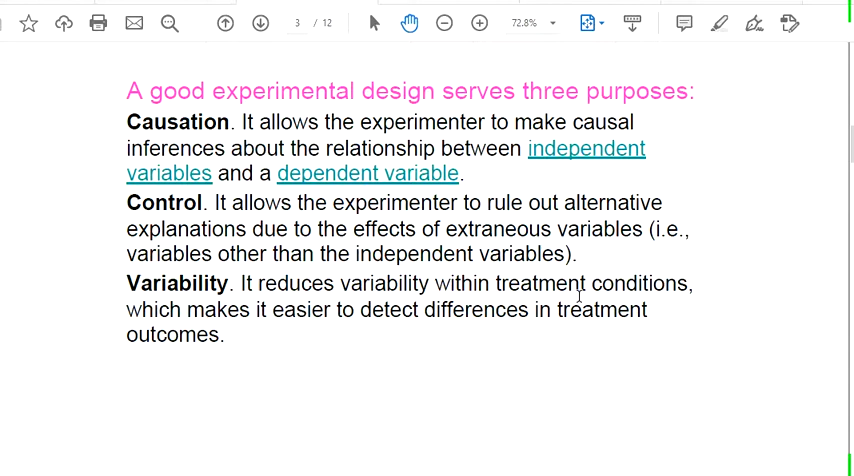 3 / 12
72.8%
A good experimental design serves three purposes:
Causation. It allows the experimenter to make causal
inferences about the relationship between independent
variables and a dependent variable.
Control. It allows the experimenter to rule out alternative
explanations due to the effects of extraneous variables (i.e.,
variables other than the independent variables).
Variability. It reduces variability within treatment conditions,
which makes it easier to detect differences in treatment
outcomes.